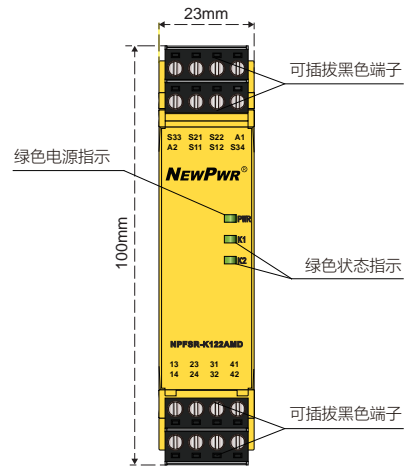 23mm
可插拔黑色端子
S33 S21 S22 A1
A2 S11 S12 S34
绿色电源指示
NEWPWR®
PWR
100mm
K1
绿色状态指示
K2
NPFSR-K122AMD
13 23 31 41
14 24 32 42
可插拔黑色端子